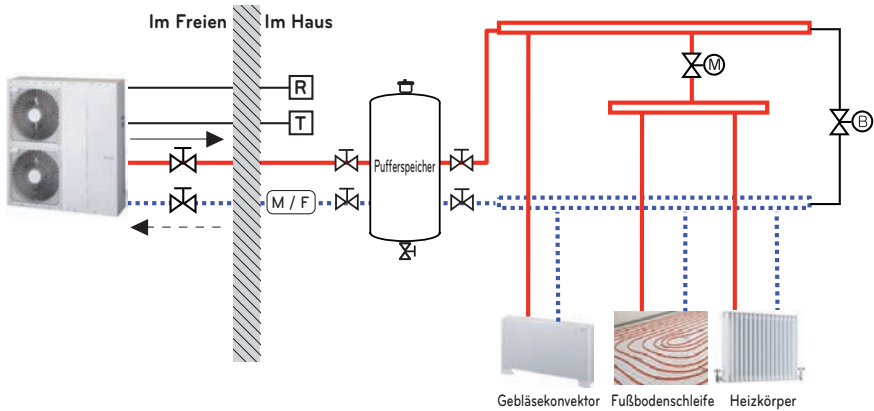 Im Freien
Im Haus
R
T
M / F
Pufferspeicher
M
B
Gebläsekonvektor
Fußbodenschleife
Heizkörper